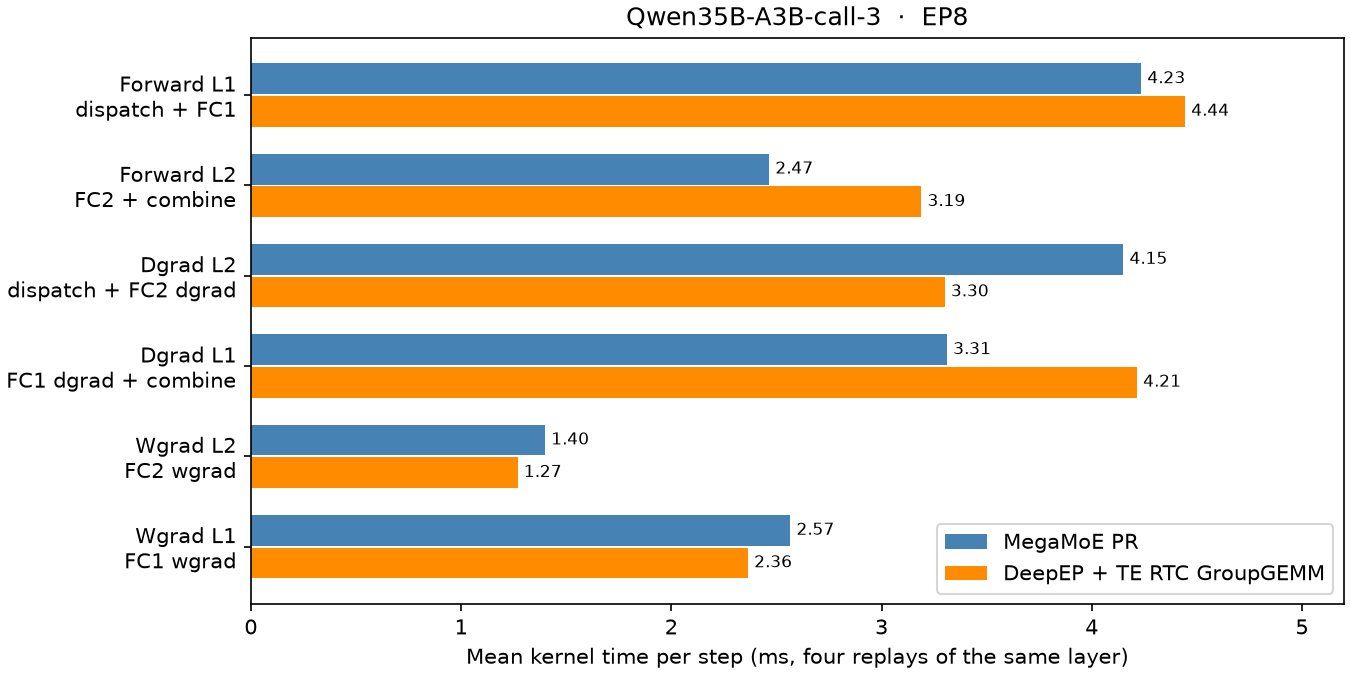 Qwen35B-A3B-call-3 · EP8
Forward L1
dispatch + FC1
4.23
4.44
Forward L2
FC2 + combine
2.47
3.19
Dgrad L2
dispatch + FC2 dgrad
4.15
3.30
Dgrad L1
FC1 dgrad + combine
3.31
4.21
Wgrad L2
FC2 wgrad
1.40
1.27
Wgrad L1
FC1 wgrad
2.57
2.36
MegaMoE PR
DeepEP + TE RTC GroupGEMM
0 1 2 3 4 5
Mean kernel time per step (ms, four replays of the same layer)